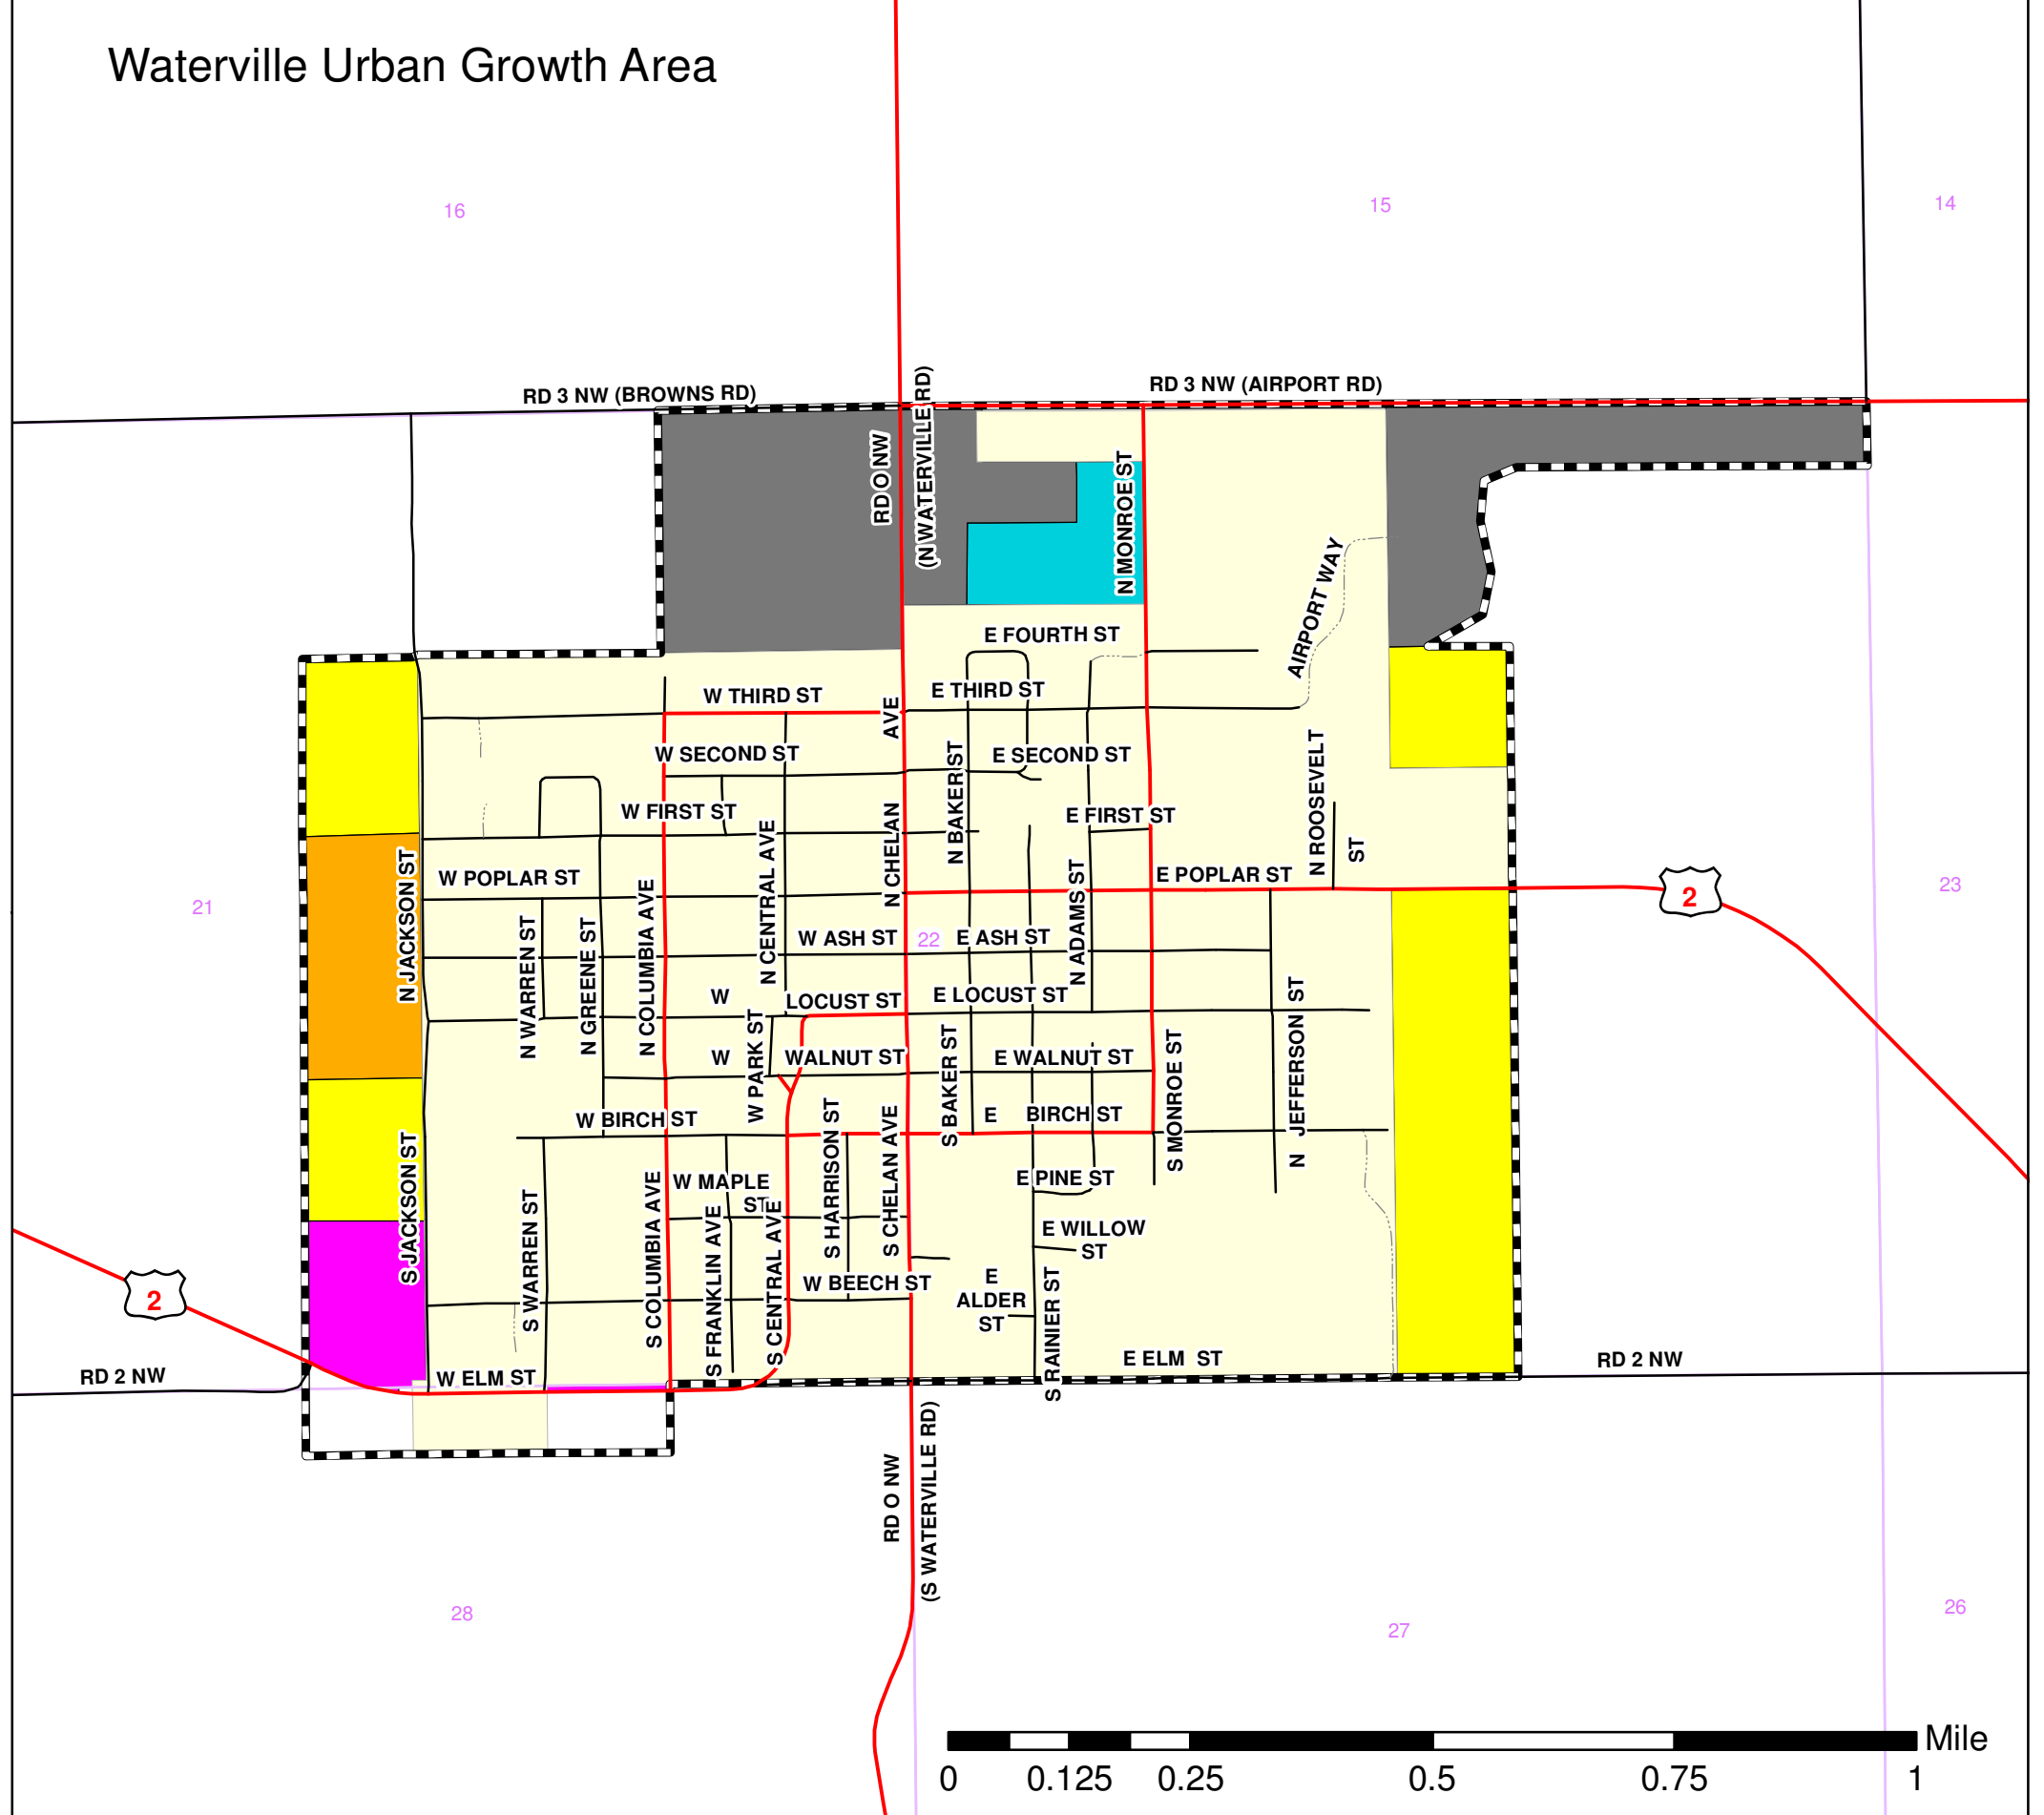 Waterville Urban Growth Area
16
15
14
RD 3 NW (BROWNS RD)
RD 3 NW (AIRPORT RD)
RD O NW
(N WATERVILLE RD)
N MONROE ST
AIRPORT WAY
E FOURTH ST
W THIRD ST
E THIRD ST
AVE
N CHELAN
W SECOND ST
E SECOND ST
N BAKER ST
N ROOSEVELT
ST
W FIRST ST
E FIRST ST
N JACKSON ST
W POPLAR ST
E POPLAR ST
2
21
23
N CENTRAL AVE
N ADAMS ST
N WARREN ST
N GREENE ST
N COLUMBIA AVE
W ASH ST
22
E ASH ST
W
LOCUST ST
E LOCUST ST
W PARK ST
W
WALNUT ST
E WALNUT ST
S BAKER ST
S MONROE ST
N
JEFFERSON ST
W BIRCH ST
E
BIRCH ST
S JACKSON ST
S HARRISON ST
S CHELAN AVE
W MAPLE
ST
E PINE ST
S WARREN ST
S COLUMBIA AVE
S FRANKLIN AVE
S CENTRAL AVE
E WILLOW
ST
2
W BEECH ST
E
ALDER
ST
S RAINIER ST
RD 2 NW
W ELM ST
E ELM ST
RD 2 NW
RD O NW
(S WATERVILLE RD)
28
27
26
Mile
0
0.125
0.25
0.5
0.75
1